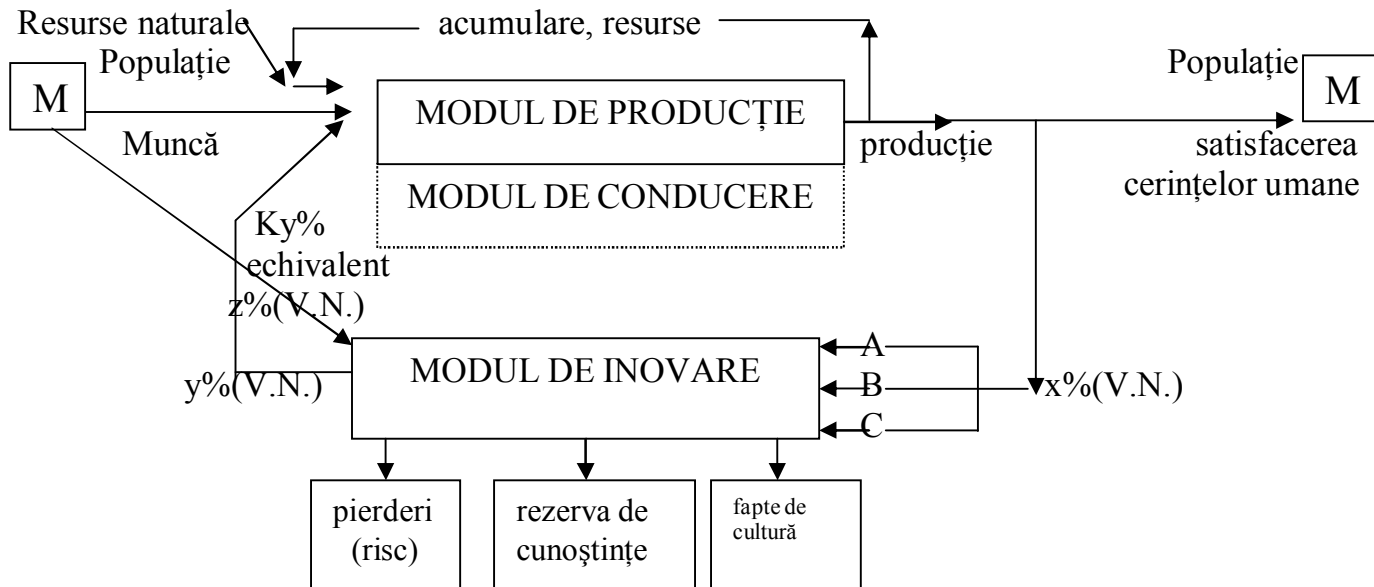 Resurse naturale
acumulare, resurse
Populație
Populație
M
M
MODUL DE PRODUCȚIE
Muncă
producție
satisfacerea
cerințelor umane
MODUL DE CONDUCERE
Ky%
echivalent
z%(V.N.)
A
MODUL DE INOVARE
y%(V.N.)
B
x%(V.N.)
C
pierderi
(risc)
rezerva de
cunoştințe
fapte de
cultură